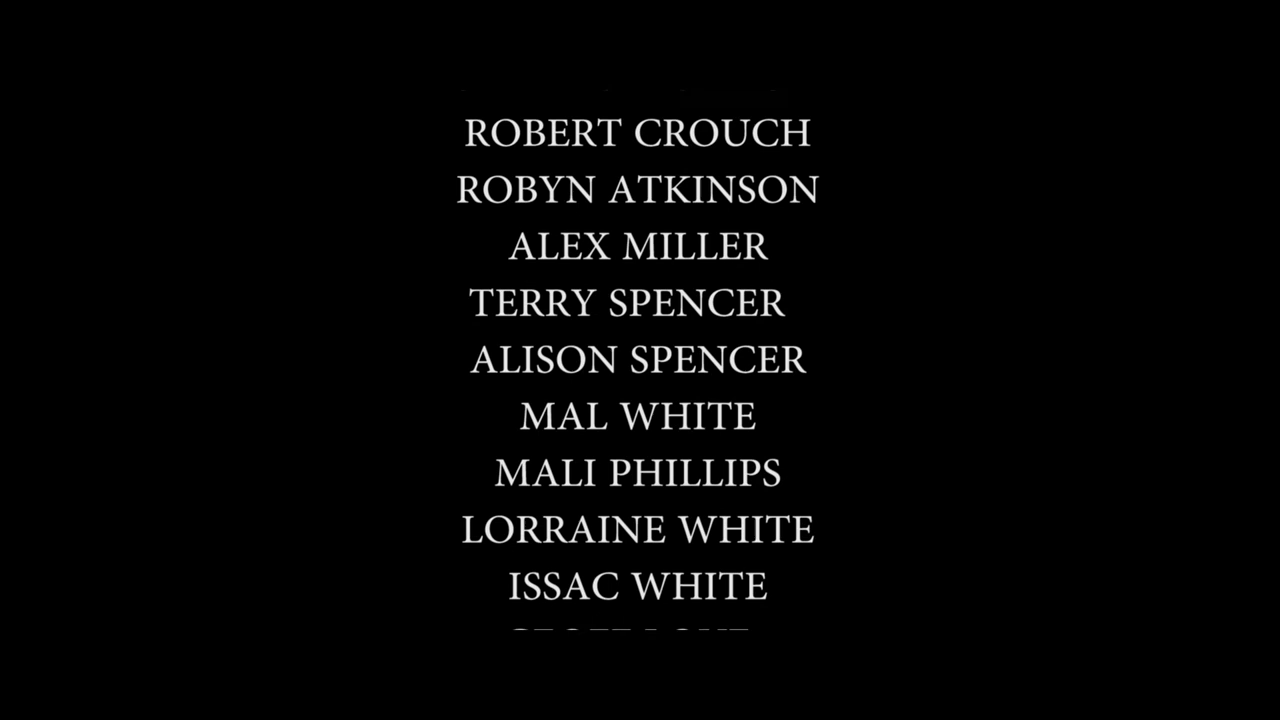 ROBERT CROUCH
ROBYN ATKINSON
ALEX MILLER
TERRY SPENCER
ALISON SPENCER
MAL WHITE
MALI PHILLIPS
LORRAINE WHITE
ISSAC WHITE